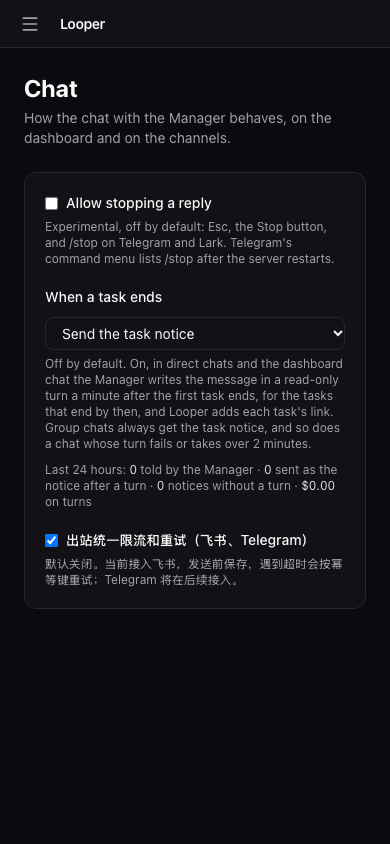 Looper
Chat
How the chat with the Manager behaves, on the
dashboard and on the channels.
Allow stopping a reply
Experimental, off by default: Esc, the Stop button,
and /stop on Telegram and Lark. Telegram's
command menu lists /stop after the server restarts.
When a task ends
Send the task notice
Off by default. On, in direct chats and the dashboard
chat the Manager writes the message in a read-only
turn a minute after the first task ends, for the tasks
that end by then, and Looper adds each task's link.
Group chats always get the task notice, and so does
a chat whose turn fails or takes over 2 minutes.
Last 24 hours: 0 told by the Manager · 0 sent as the
notice after a turn · 0 notices without a turn · $0.00
on turns
出站统一限流和重试（飞书、Telegram）
默认关闭。当前接入飞书，发送前保存，遇到超时会按幂
等键重试；Telegram 将在后续接入。